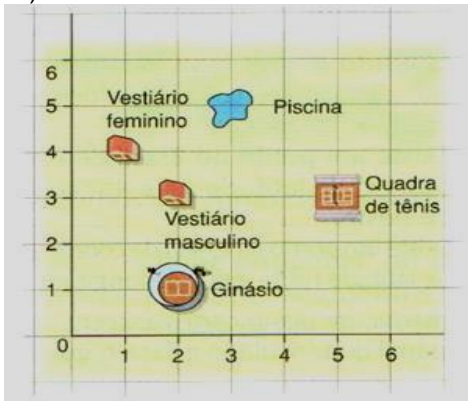 )
6
5
Vestiário
feminino
Piscina
4
3
Quadra
de tênis
Vestiário
masculino
2
1
Ginásio
0
1 2 3 4 5 6